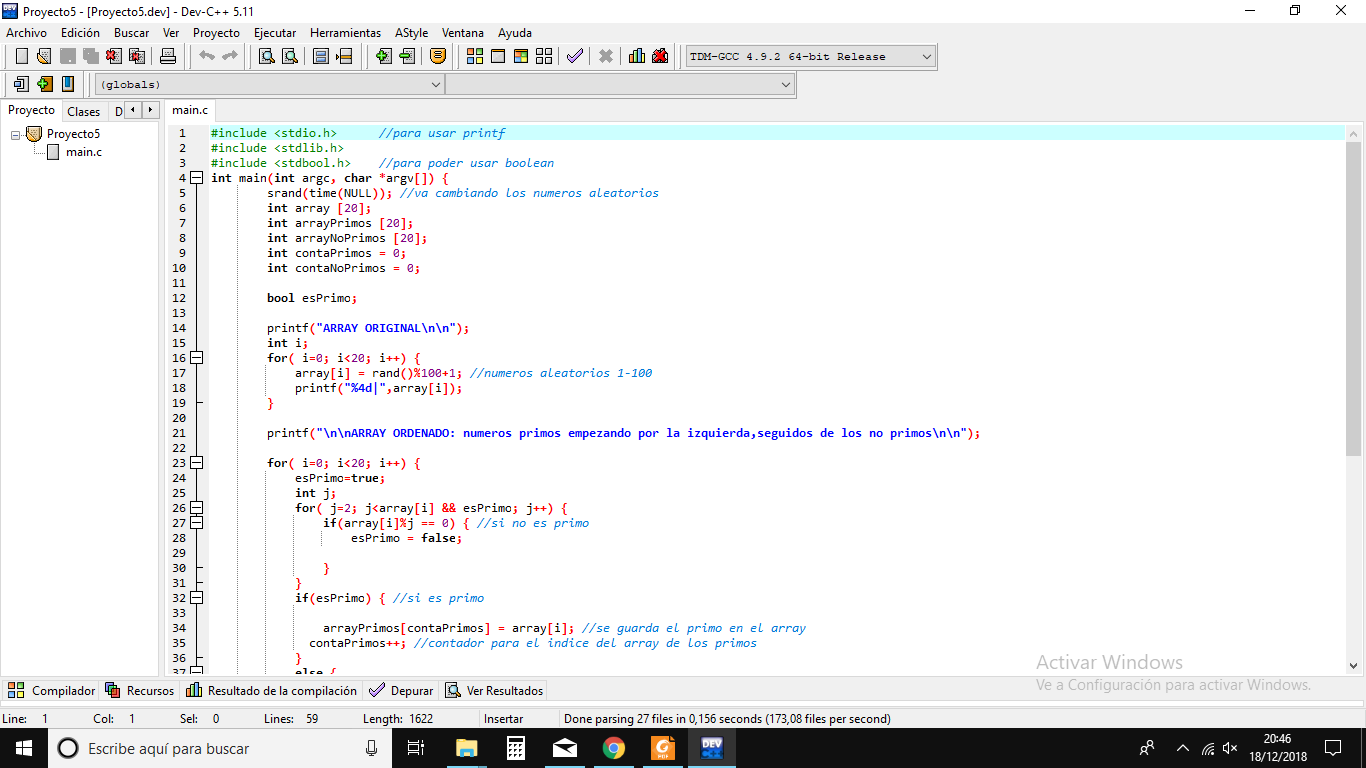 Proyecto5 - [Proyecto5.dev] - Dev-C++ 5.11
Archivo Edición Buscar Ver Proyecto Ejecutar Herramientas AStyle Ventana Ayuda
TDM-GCC 4.9.2 64-bit Release
(globals)
Proyecto Clases D main.c
Proyecto5
main.c
1 #include <stdio.h> //para usar printf
2 #include <stdlib.h>
3 #include <stdbool.h> //para poder usar boolean
4 int main(int argc, char *argv[]) {
5 srand(time(NULL)); //va cambiando los numeros aleatorios
6 int array [20];
7 int arrayPrimos [20];
8 int arrayNoPrimos [20];
9 int contaPrimos = 0;
10 int contaNoPrimos = 0;
11
12 bool esPrimo;
13
14 printf("ARRAY ORIGINAL\n\n");
15 int i;
16 for( i=0; i<20; i++) {
17 array[i] = rand()%100+1; //numeros aleatorios 1-100
18 printf("%4d|",array[i]);
19 }
20
21 printf("\n\nARRAY ORDENADO: numeros primos empezando por la izquierda,seguidos de los no primos\n\n");
22
23 for( i=0; i<20; i++) {
24 esPrimo=true;
25 int j;
26 for( j=2; j<array[i] && esPrimo; j++) {
27 if(array[i]%j == 0) { //si no es primo
28 esPrimo = false;
29
30 }
31 }
32 if(esPrimo) { //si es primo
33
34 arrayPrimos[contaPrimos] = array[i]; //se guarda el primo en el array
35 contaPrimos++; //contador para el indice del array de los primos
36 }
37 else {
Activar Windows
Ve a Configuración para activar Windows.
Compilador Recursos Resultado de la compilación Depurar Ver Resultados
Line: 1 Col: 1 Sel: 0 Lines: 59 Length: 1622 Insertar Done parsing 27 files in 0,156 seconds (173,08 files per second)
Escribe aquí para buscar
PDF
DEV
20:46
18/12/2018